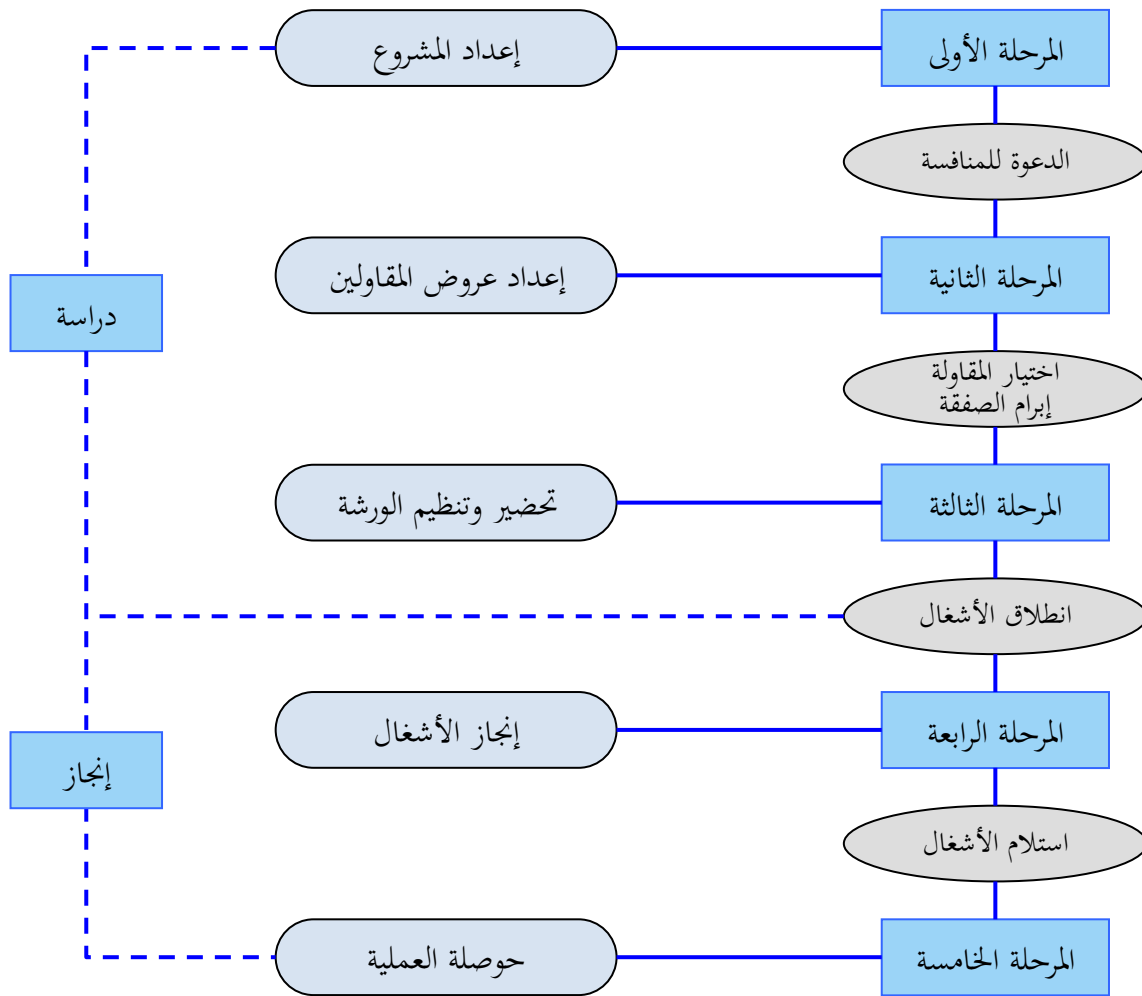 المرحلة الأولى
إعداد المشروع
الدعوة للمنافسة
المرحلة الثانية
إعداد عروض المقاولين
دراسة
اختيار المقاولة
إبرام الصفقة
المرحلة الثالثة
تحضير وتنظيم الورشة
انطلاق الأشغال
المرحلة الرابعة
إنجاز الأشغال
إنجاز
استلام الأشغال
المرحلة الخامسة
حوصلة العملية